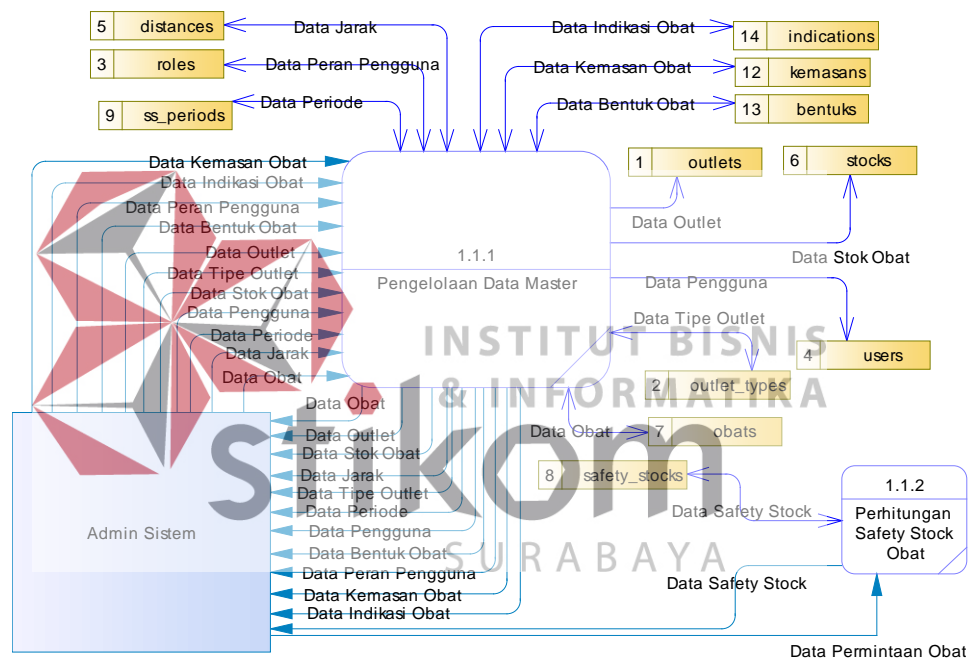 5 distances
Data Jarak
Data Indikasi Obat
14 indications
3 roles
Data Peran Pengguna
Data Kemasan Obat
12 kemasans
9 ss_periods
Data Periode
Data Bentuk Obat
13 bentuks
1 outlets
6 stocks
Data Kemasan Obat
Data Indikasi Obat
Data Peran Pengguna
Data Bentuk Obat
Data Outlet
Data Tipe Outlet
Data Stok Obat
Data Pengguna
Data Periode
Data Jarak
Data Obat
1.1.1
Pengelolaan Data Master
Data Outlet
Data Stok Obat
Data Pengguna
Data Tipe Outlet
4 users
2 outlet_types
Data Obat
7 obats
8 safety_stocks
Data Safety Stock
1.1.2
Perhitungan
Safety Stock
Obat
Data Obat
Data Outlet
Data Stok Obat
Data Jarak
Data Tipe Outlet
Data Periode
Data Pengguna
Data Bentuk Obat
Data Peran Pengguna
Data Kemasan Obat
Data Indikasi Obat
Admin Sistem
Data Safety Stock
Data Permintaan Obat
INSTITUT BISNIS
& INFORMATIKA
stikom
SURABAYA